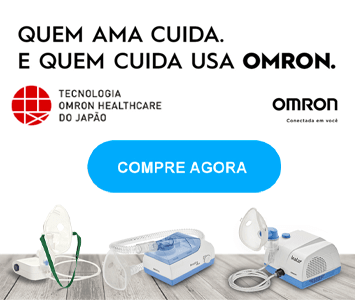 QUEM AMA CUIDA.
E QUEM CUIDA USA OMRON.
TECNOLOGIA
OMRON HEALTHCARE
DO JAPÃO
OMRON
Conectada em você
COMPRE AGORA